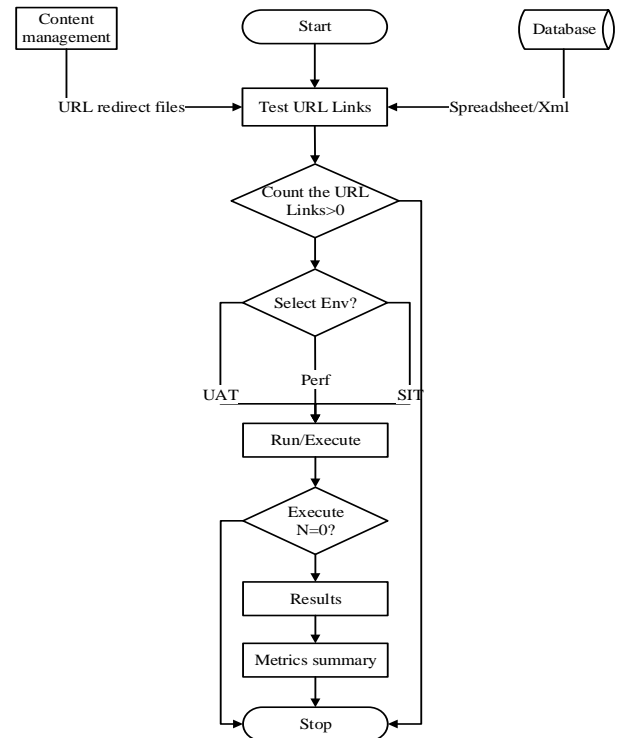 Content
management
Start
Database
URL redirect files
Test URL Links
Spreadsheet/Xml
Count the URL
Links>0
Select Env?
UAT
Perf
SIT
Run/Execute
Execute
N=0?
Results
Metrics summary
Stop